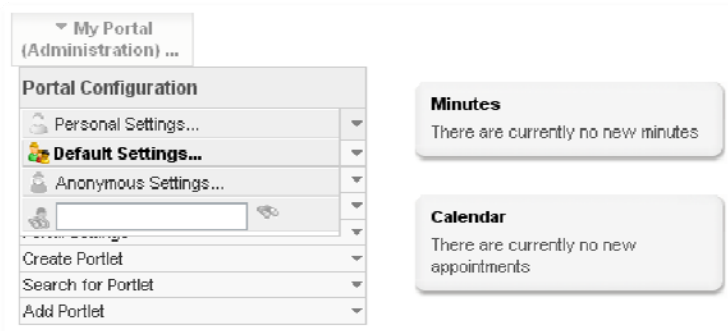 My Portal
(Administration) ...
Portal Configuration
Personal Settings...
Default Settings...
Anonymous Settings...
Create Portlet
Search for Portlet
Add Portlet
Minutes
There are currently no new minutes
Calendar
There are currently no new
appointments